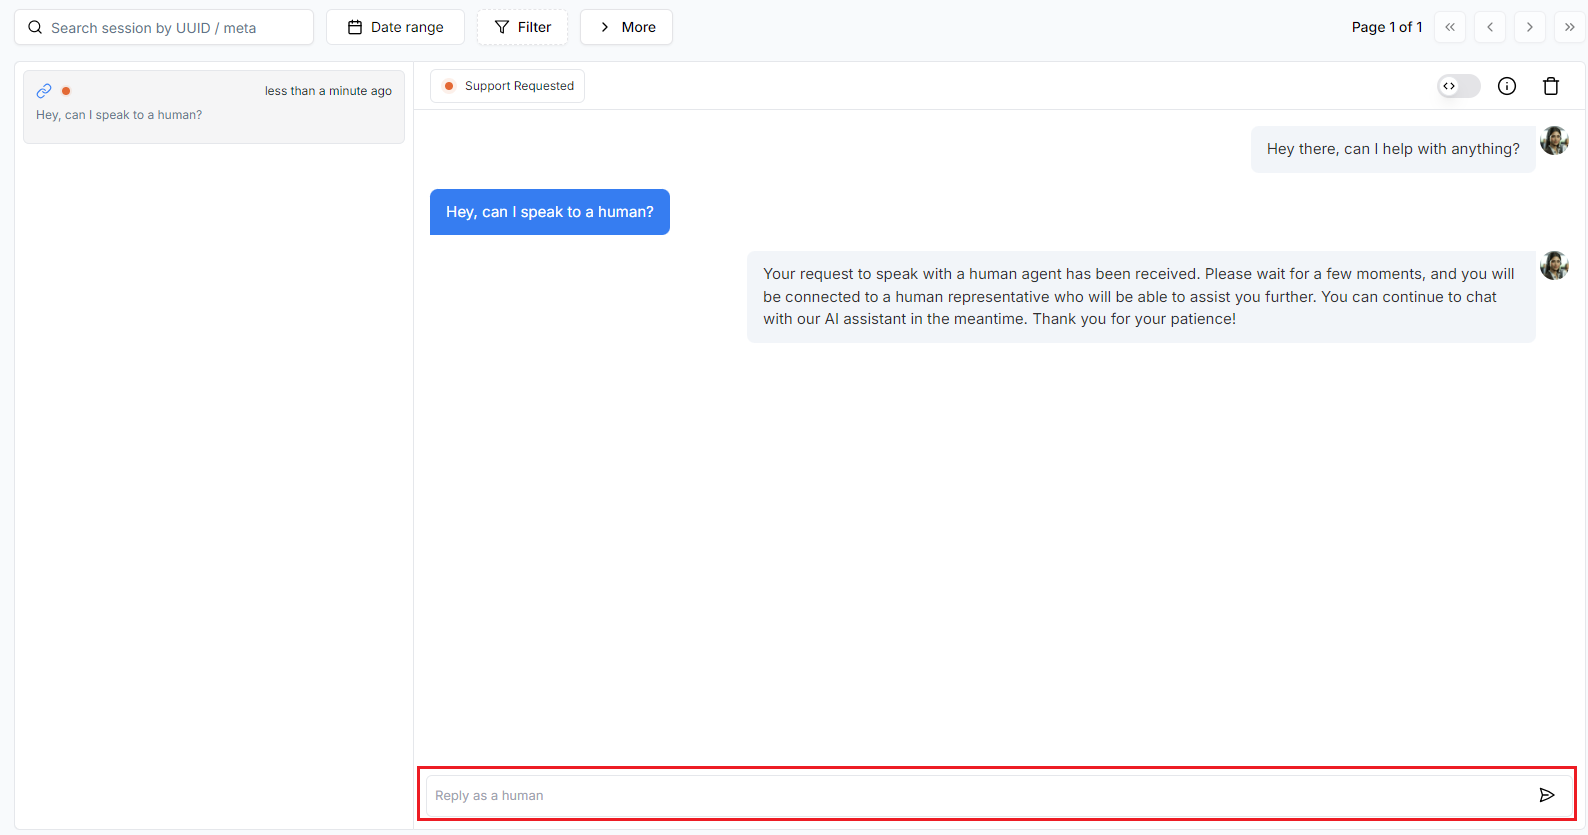 Search session by UUID / meta
Date range
Filter
More
Page 1 of 1
less than a minute ago
Hey, can I speak to a human?
Support Requested
Hey there, can I help with anything?
Hey, can I speak to a human?
Your request to speak with a human agent has been received. Please wait for a few moments, and you will
be connected to a human representative who will be able to assist you further. You can continue to chat
with our AI assistant in the meantime. Thank you for your patience!
Reply as a human